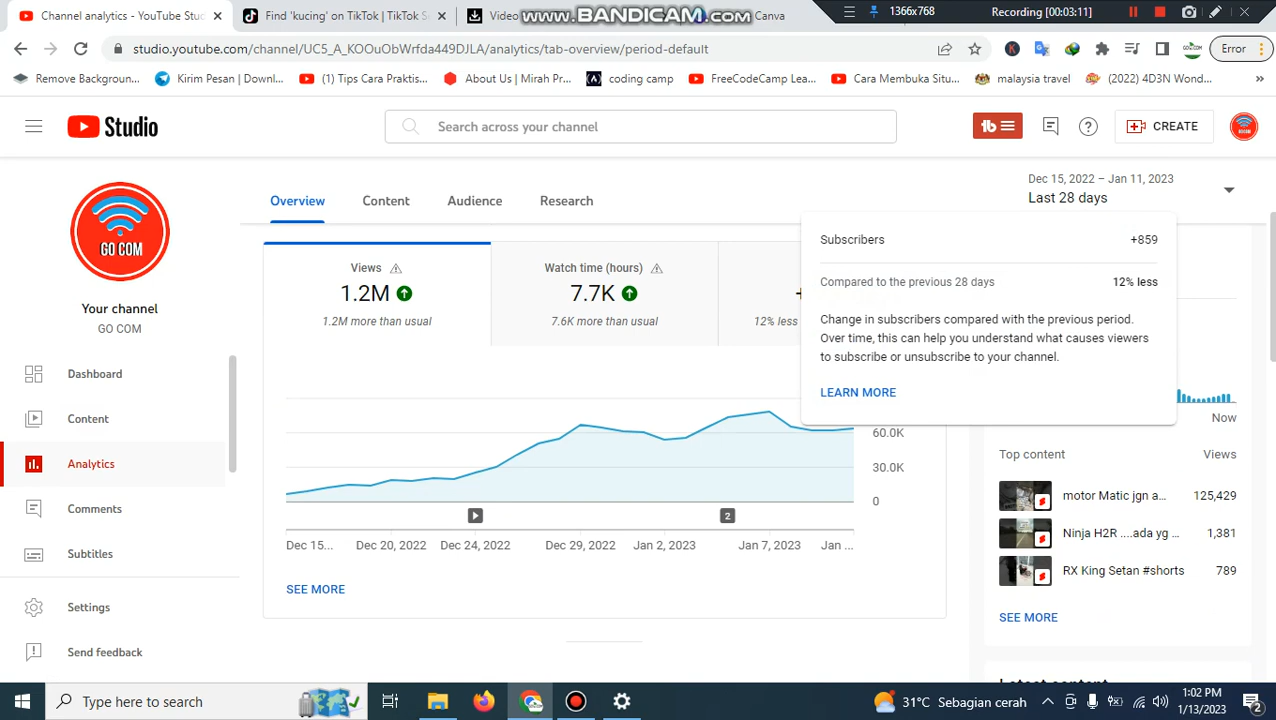 Channel analytics - YouTube Stu
Find 'kucing' on TikTok | TikTok S
Video
www.BANDICAM.com
Canva
1366x768
Recording [00:03:11]
studio.youtube.com/channel/UC5_A_KOOuObWrfda449DJLA/analytics/tab-overview/period-default
Error
Remove Backgroun...
Kirim Pesan | Downl...
(1) Tips Cara Praktis...
About Us | Mirah Pr...
coding camp
FreeCodeCamp Lea...
Cara Membuka Situ...
malaysia travel
(2022) 4D3N Wond...
Studio
Search across your channel
CREATE
GO COM
Your channel
GO COM
Dashboard
Content
Analytics
Comments
Subtitles
Settings
Send feedback
Overview
Content
Audience
Research
Dec 15, 2022 – Jan 11, 2023
Last 28 days
Views
1.2M
1.2M more than usual
Watch time (hours)
7.7K
7.6K more than usual
12% less
Subscribers +859
Compared to the previous 28 days 12% less
Change in subscribers compared with the previous period.
Over time, this can help you understand what causes viewers
to subscribe or unsubscribe to your channel.
LEARN MORE
60.0K
30.0K
0
2
Dec 15... Dec 20, 2022 Dec 24, 2022 Dec 29, 2022 Jan 2, 2023 Jan 7, 2023 Jan ...
SEE MORE
Now
Top content Views
motor Matic jgn a... 125,429
Ninja H2R ....ada yg ... 1,381
RX King Setan #shorts 789
SEE MORE
Latest content
Type here to search
31°C Sebagian cerah
1:02 PM
1/13/2023
2